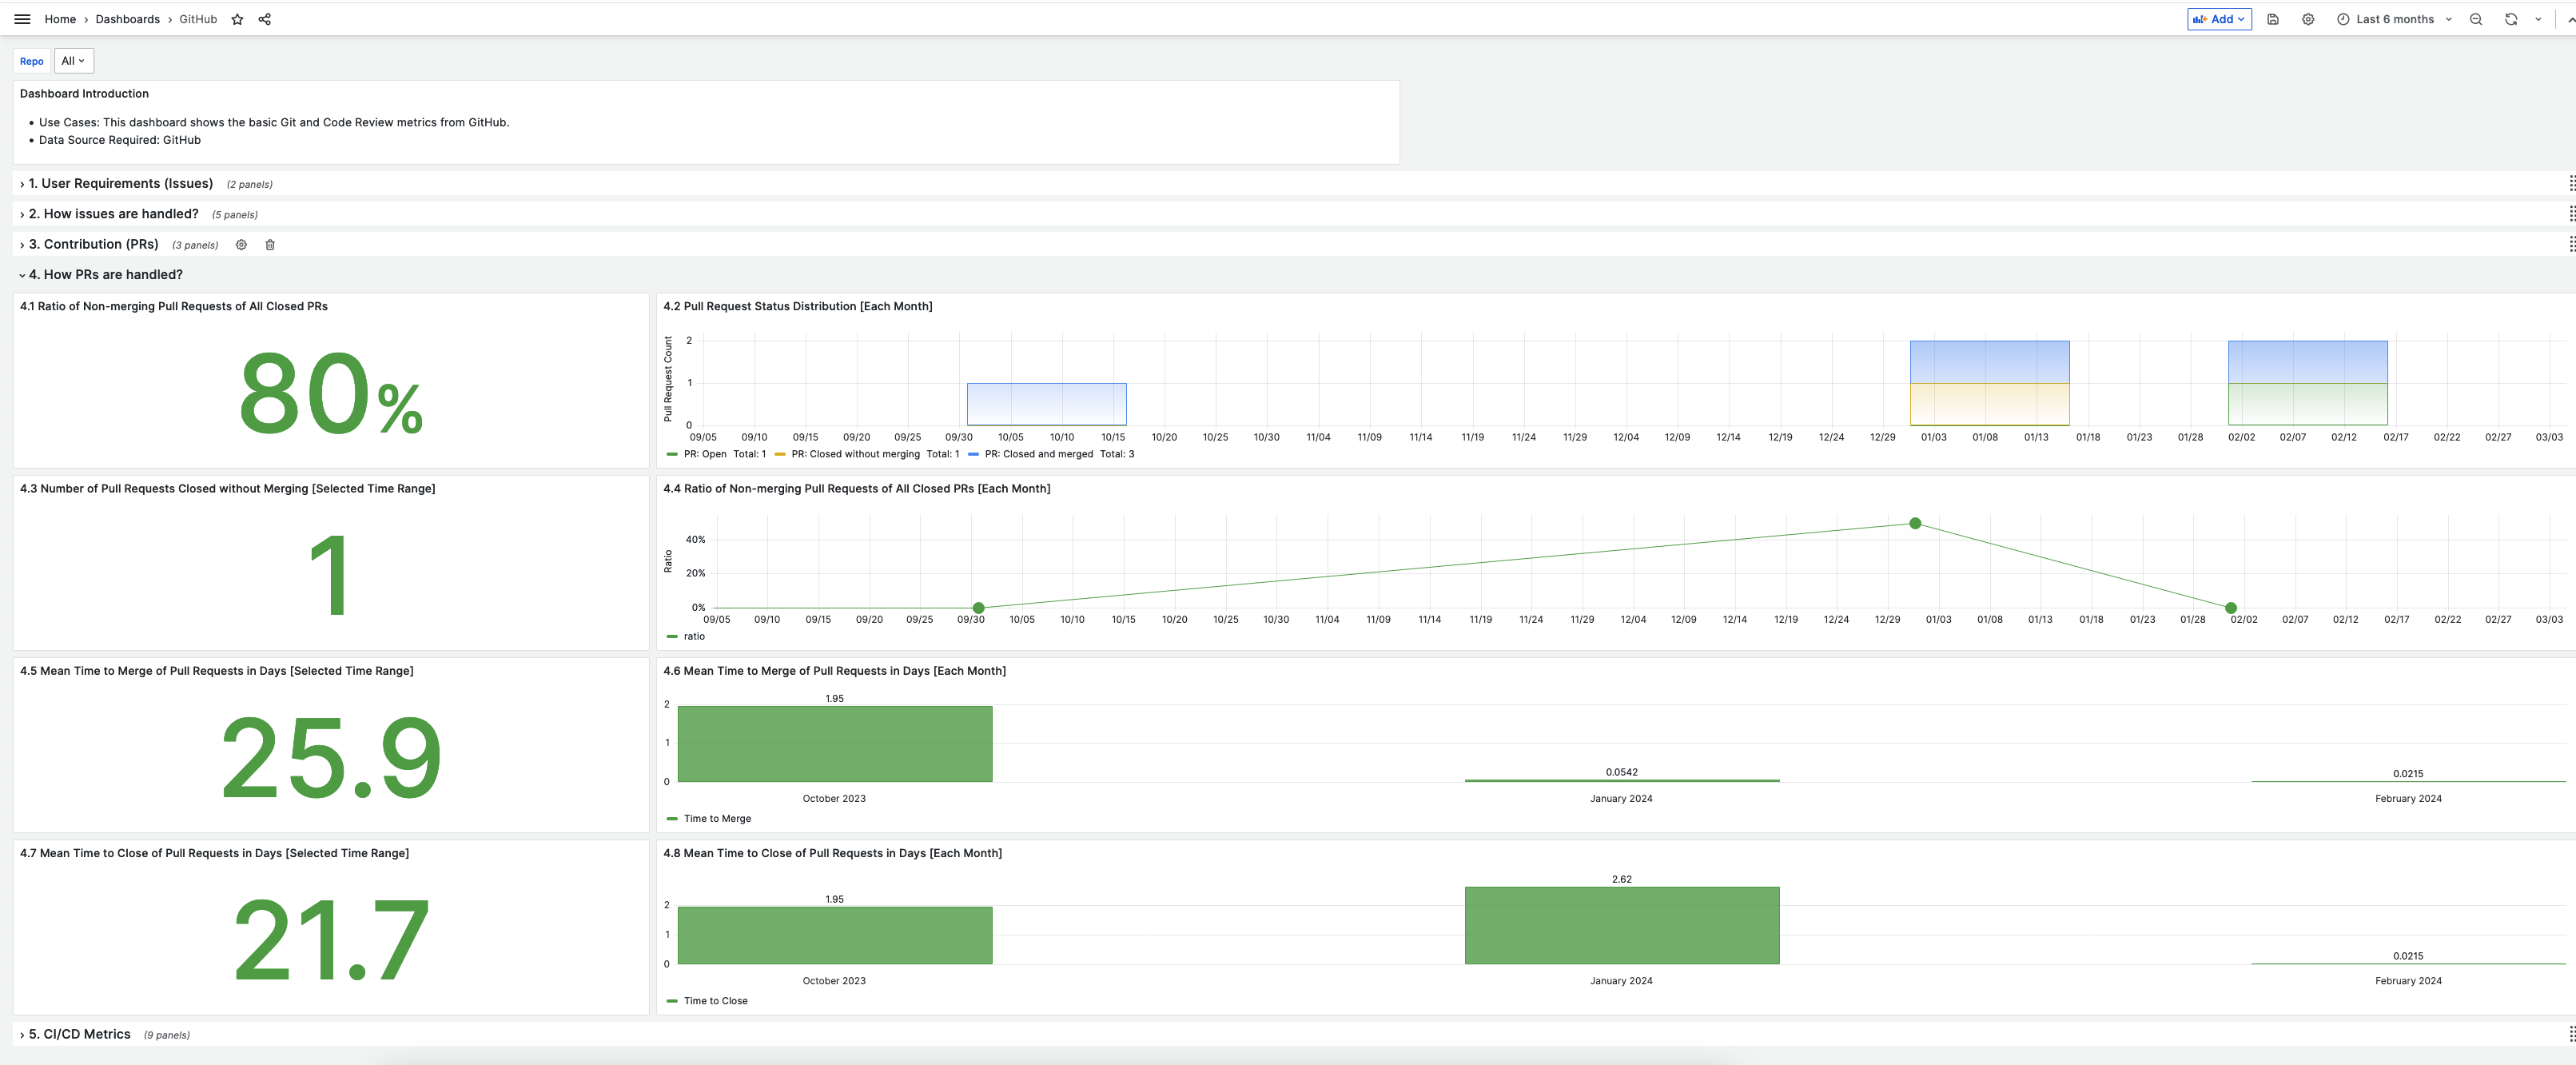 Home › Dashboards › GitHub
Add
Last 6 months
Repo All
Dashboard Introduction
• Use Cases: This dashboard shows the basic Git and Code Review metrics from GitHub.
• Data Source Required: GitHub
1. User Requirements (Issues) (2 panels)
2. How issues are handled? (5 panels)
3. Contribution (PRs) (3 panels)
4. How PRs are handled?
4.1 Ratio of Non-merging Pull Requests of All Closed PRs
80%
4.2 Pull Request Status Distribution [Each Month]
Pull Request Count
2
1
0
09/05 09/10 09/15 09/20 09/25 09/30 10/05 10/10 10/15 10/20 10/25 10/30 11/04 11/09 11/14 11/19 11/24 11/29 12/04 12/09 12/14 12/19 12/24 12/29 01/03 01/08 01/13 01/18 01/23 01/28 02/02 02/07 02/12 02/17 02/22 02/27 03/03
PR: Open Total: 1 PR: Closed without merging Total: 1 PR: Closed and merged Total: 3
4.3 Number of Pull Requests Closed without Merging [Selected Time Range]
1
4.4 Ratio of Non-merging Pull Requests of All Closed PRs [Each Month]
Ratio
40%
20%
0%
09/05 09/10 09/15 09/20 09/25 09/30 10/05 10/10 10/15 10/20 10/25 10/30 11/04 11/09 11/14 11/19 11/24 11/29 12/04 12/09 12/14 12/19 12/24 12/29 01/03 01/08 01/13 01/18 01/23 01/28 02/02 02/07 02/12 02/17 02/22 02/27 03/03
ratio
4.5 Mean Time to Merge of Pull Requests in Days [Selected Time Range]
25.9
4.6 Mean Time to Merge of Pull Requests in Days [Each Month]
2
1
0
1.95
0.0542
0.0215
October 2023 January 2024 February 2024
Time to Merge
4.7 Mean Time to Close of Pull Requests in Days [Selected Time Range]
21.7
4.8 Mean Time to Close of Pull Requests in Days [Each Month]
2
1
0
1.95
2.62
0.0215
October 2023 January 2024 February 2024
Time to Close
5. CI/CD Metrics (9 panels)